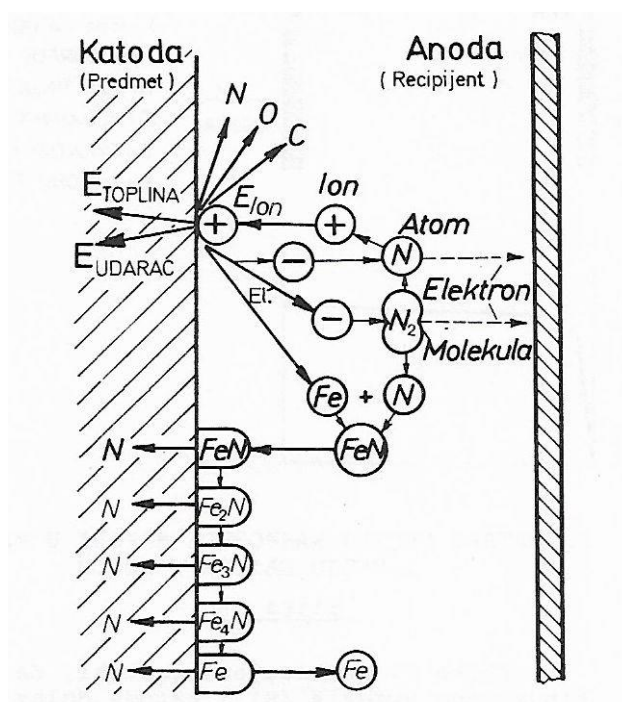 Katoda
(Predmet)
Anoda
( Recipijent )
N
O
C
E TOPLINA
E Ion
Ion
+
+
Atom
N
E UDARAČ
−
Elektron
El.
−
N₂
Molekula
Fe + N
N
FeN
FeN
N
Fe₂N
N
Fe₃N
N
Fe₄N
N
Fe
Fe